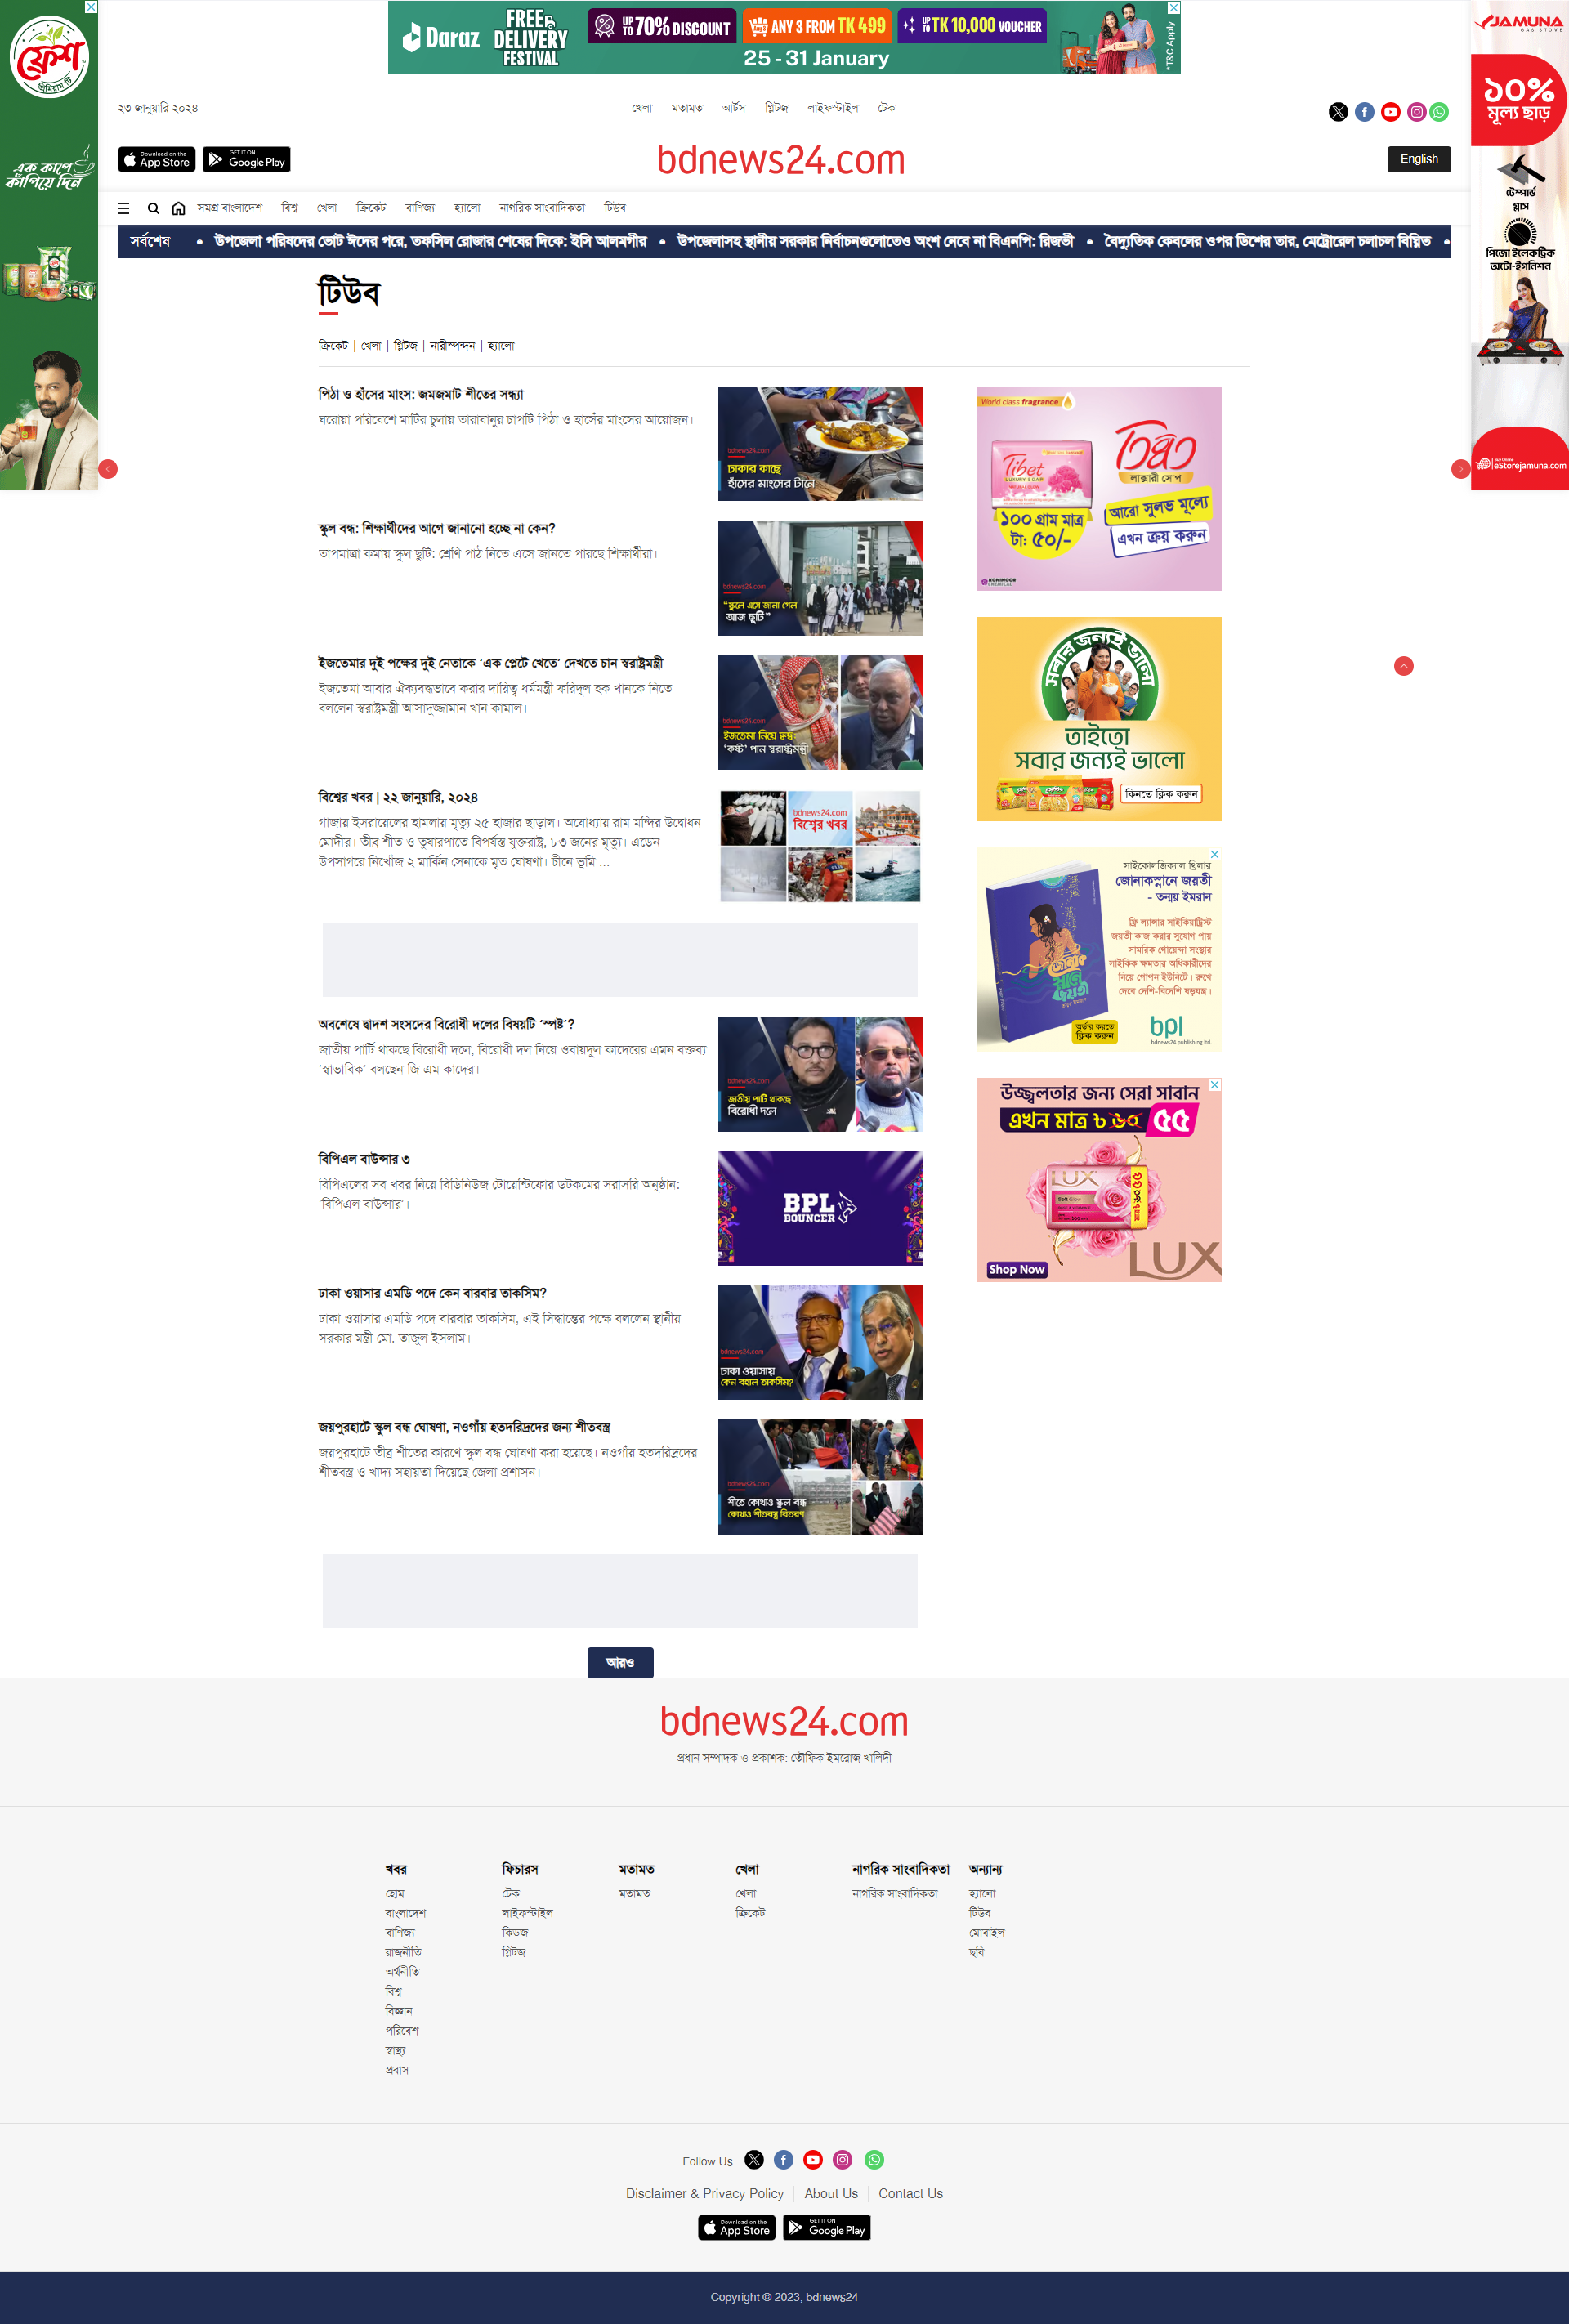 ফ্রেশ
প্রিমিয়াম টি
এক কাপে
কাঁপিয়ে দিন
Daraz
FREE
DELIVERY
FESTIVAL
UP TO 70% DISCOUNT
ANY 3 FROM TK 499
UP TO TK 10,000 VOUCHER
25 - 31 January
*T&C Apply
JAMUNA
GAS STOVE
১০%
মূল্য ছাড়
টেম্পার্ড
গ্লাস
পিজো ইলেকট্রিক
অটো-ইগনিশন
eStorejamuna.com
২৩ জানুয়ারি ২০২৪
খেলা মতামত আর্টস গ্লিটজ লাইফস্টাইল টেক
Download on the
App Store
GET IT ON
Google Play
bdnews24.com
English
সমগ্র বাংলাদেশ বিশ্ব খেলা ক্রিকেট বাণিজ্য হ্যালো নাগরিক সাংবাদিকতা টিউব
সর্বশেষ • উপজেলা পরিষদের ভোট ঈদের পরে, তফসিল রোজার শেষের দিকে: ইসি আলমগীর • উপজেলাসহ স্থানীয় সরকার নির্বাচনগুলোতেও অংশ নেবে না বিএনপি: রিজভী • বৈদ্যুতিক কেবলের ওপর ডিশের তার, মেট্রোরেল চলাচল বিঘ্নিত •
টিউব
ক্রিকেট | খেলা | গ্লিটজ | নারীস্পন্দন | হ্যালো
পিঠা ও হাঁসের মাংস: জমজমাট শীতের সন্ধ্যা
ঘরোয়া পরিবেশে মাটির চুলায় তারাবানুর চাপটি পিঠা ও হাসেঁর মাংসের আয়োজন।
bdnews24.com
ঢাকার কাছে
হাঁসের মাংসের টানে
স্কুল বন্ধ: শিক্ষার্থীদের আগে জানানো হচ্ছে না কেন?
তাপমাত্রা কমায় স্কুল ছুটি: শ্রেণি পাঠ নিতে এসে জানতে পারছে শিক্ষার্থীরা।
bdnews24.com
“স্কুলে এসে জানা গেল
আজ ছুটি”
ইজতেমার দুই পক্ষের দুই নেতাকে ‘এক প্লেটে খেতে’ দেখতে চান স্বরাষ্ট্রমন্ত্রী
ইজতেমা আবার ঐক্যবদ্ধভাবে করার দায়িত্ব ধর্মমন্ত্রী ফরিদুল হক খানকে নিতে
বললেন স্বরাষ্ট্রমন্ত্রী আসাদুজ্জামান খান কামাল।
bdnews24.com
ইজতেমা নিয়ে দ্বন্দ্ব:
‘কষ্ট’ পান স্বরাষ্ট্রমন্ত্রী
বিশ্বের খবর | ২২ জানুয়ারি, ২০২৪
গাজায় ইসরায়েলের হামলায় মৃত্যু ২৫ হাজার ছাড়াল। অযোধ্যায় রাম মন্দির উদ্বোধন
মোদীর। তীব্র শীত ও তুষারপাতে বিপর্যস্ত যুক্তরাষ্ট্র, ৮৩ জনের মৃত্যু। এডেন
উপসাগরে নিখোঁজ ২ মার্কিন সেনাকে মৃত ঘোষণা। চীনে ভূমি ...
bdnews24.com
বিশ্বের খবর
অবশেষে দ্বাদশ সংসদের বিরোধী দলের বিষয়টি ‘স্পষ্ট’?
জাতীয় পার্টি থাকছে বিরোধী দলে, বিরোধী দল নিয়ে ওবায়দুল কাদেরের এমন বক্তব্য
‘স্বাভাবিক’ বলছেন জি এম কাদের।
bdnews24.com
জাতীয় পার্টি থাকছে
বিরোধী দলে
বিপিএল বাউন্সার ৩
বিপিএলের সব খবর নিয়ে বিডিনিউজ টোয়েন্টিফোর ডটকমের সরাসরি অনুষ্ঠান:
‘বিপিএল বাউন্সার’।
BPL
BOUNCER
ঢাকা ওয়াসার এমডি পদে কেন বারবার তাকসিম?
ঢাকা ওয়াসার এমডি পদে বারবার তাকসিম, এই সিদ্ধান্তের পক্ষে বললেন স্থানীয়
সরকার মন্ত্রী মো. তাজুল ইসলাম।
bdnews24.com
ঢাকা ওয়াসায়
কেন বহাল তাকসিম?
জয়পুরহাটে স্কুল বন্ধ ঘোষণা, নওগাঁয় হতদরিদ্রদের জন্য শীতবস্ত্র
জয়পুরহাটে তীব্র শীতের কারণে স্কুল বন্ধ ঘোষণা করা হয়েছে। নওগাঁয় হতদরিদ্রদের
শীতবস্ত্র ও খাদ্য সহায়তা দিয়েছে জেলা প্রশাসন।
bdnews24.com
শীতে কোথাও স্কুল বন্ধ
কোথাও শীতবস্ত্র বিতরণ
আরও
World class fragrance
Tibet
LUXURY SOAP
তিব্বত
লাক্সারী সোপ
১০০ গ্রাম মাত্র
টা: ৫০/-
আরো সুলভ মূল্যে
এখন ক্রয় করুন
KOHINOOR
CHEMICAL
সবার জন্যই ভালো
তাইতো
সবার জন্যই ভালো
কিনতে ক্লিক করুন
সাইকোলজিক্যাল থ্রিলার
জোনাকস্নানে জয়তী
- তন্ময় ইমরান
ফ্রি ল্যান্সার সাইকিয়াট্রিস্ট
জয়তী কাজ করার সুযোগ পায়
সামরিক গোয়েন্দা সংস্থার
সাইকিক ক্ষমতার অধিকারীদের
নিয়ে গোপন ইউনিটে। রুখে
দেবে দেশি-বিদেশি ষড়যন্ত্র।
অর্ডার করতে
ক্লিক করুন
bpl
bdnews24 publishing ltd.
উজ্জ্বলতার জন্য সেরা সাবান
এখন মাত্র ৳ ৬০ ৫৫
LUX
Soft Glow
LUX
Shop Now
bdnews24.com
প্রধান সম্পাদক ও প্রকাশক: তৌফিক ইমরোজ খালিদী
খবর
হোম
বাংলাদেশ
বাণিজ্য
রাজনীতি
অর্থনীতি
বিশ্ব
বিজ্ঞান
পরিবেশ
স্বাস্থ্য
প্রবাস
ফিচারস
টেক
লাইফস্টাইল
কিডজ
গ্লিটজ
মতামত
মতামত
খেলা
খেলা
ক্রিকেট
নাগরিক সাংবাদিকতা
নাগরিক সাংবাদিকতা
অন্যান্য
হ্যালো
টিউব
মোবাইল
ছবি
Follow Us
Disclaimer & Privacy Policy About Us Contact Us
Download on the
App Store
GET IT ON
Google Play
Copyright © 2023, bdnews24